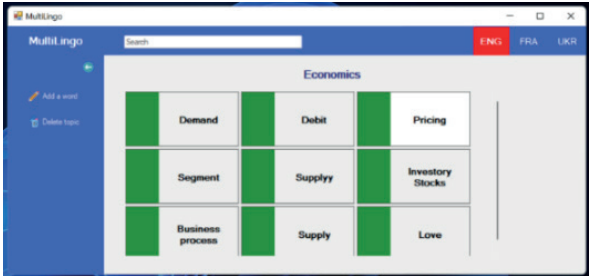 MultiLingo
MultiLingo
Search
ENG FRA UKR
Economics
Add a word
Delete topic
Demand
Debit
Pricing
Segment
Supplyy
Investory
Stocks
Business
process
Supply
Love